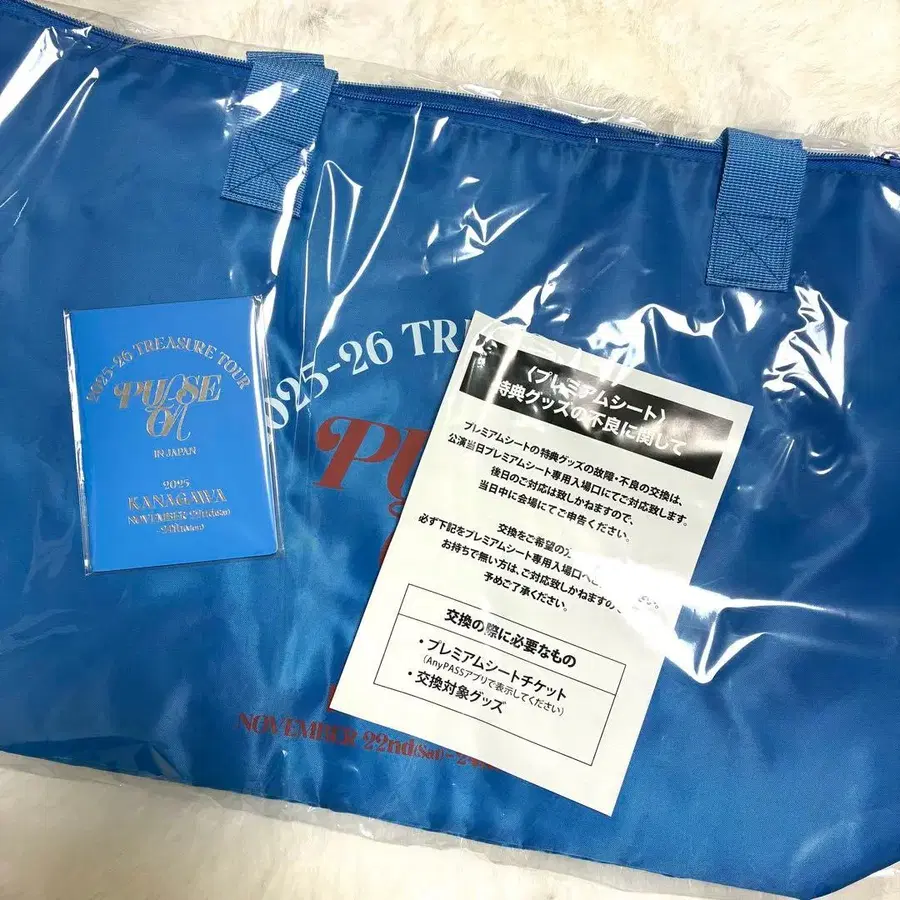 2025-26 TREASURE TOUR
PULSE
ON
IN JAPAN
2025
KANAGAWA
NOVEMBER 22nd(Sat)
-24th(Mon)
2025-26 TRE
PULSE
NOVEMBER 22nd(Sat)-24
〈プレミアムシート〉
特典グッズの不良に関して
プレミアムシートの特典グッズの故障・不良の交換は、
公演当日プレミアムシート専用入場口にてご対応致します。
後日のご対応は致しかねますので、
当日中に会場にてご申告ください。
交換をご希望の
必ず下記をプレミアムシート専用入場口へ
お持ちで無い方は、ご対応致しかねますので
予めご了承ください。
交換の際に必要なもの
・プレミアムシートチケット
（AnyPASSアプリで表示してください）
・交換対象グッズ